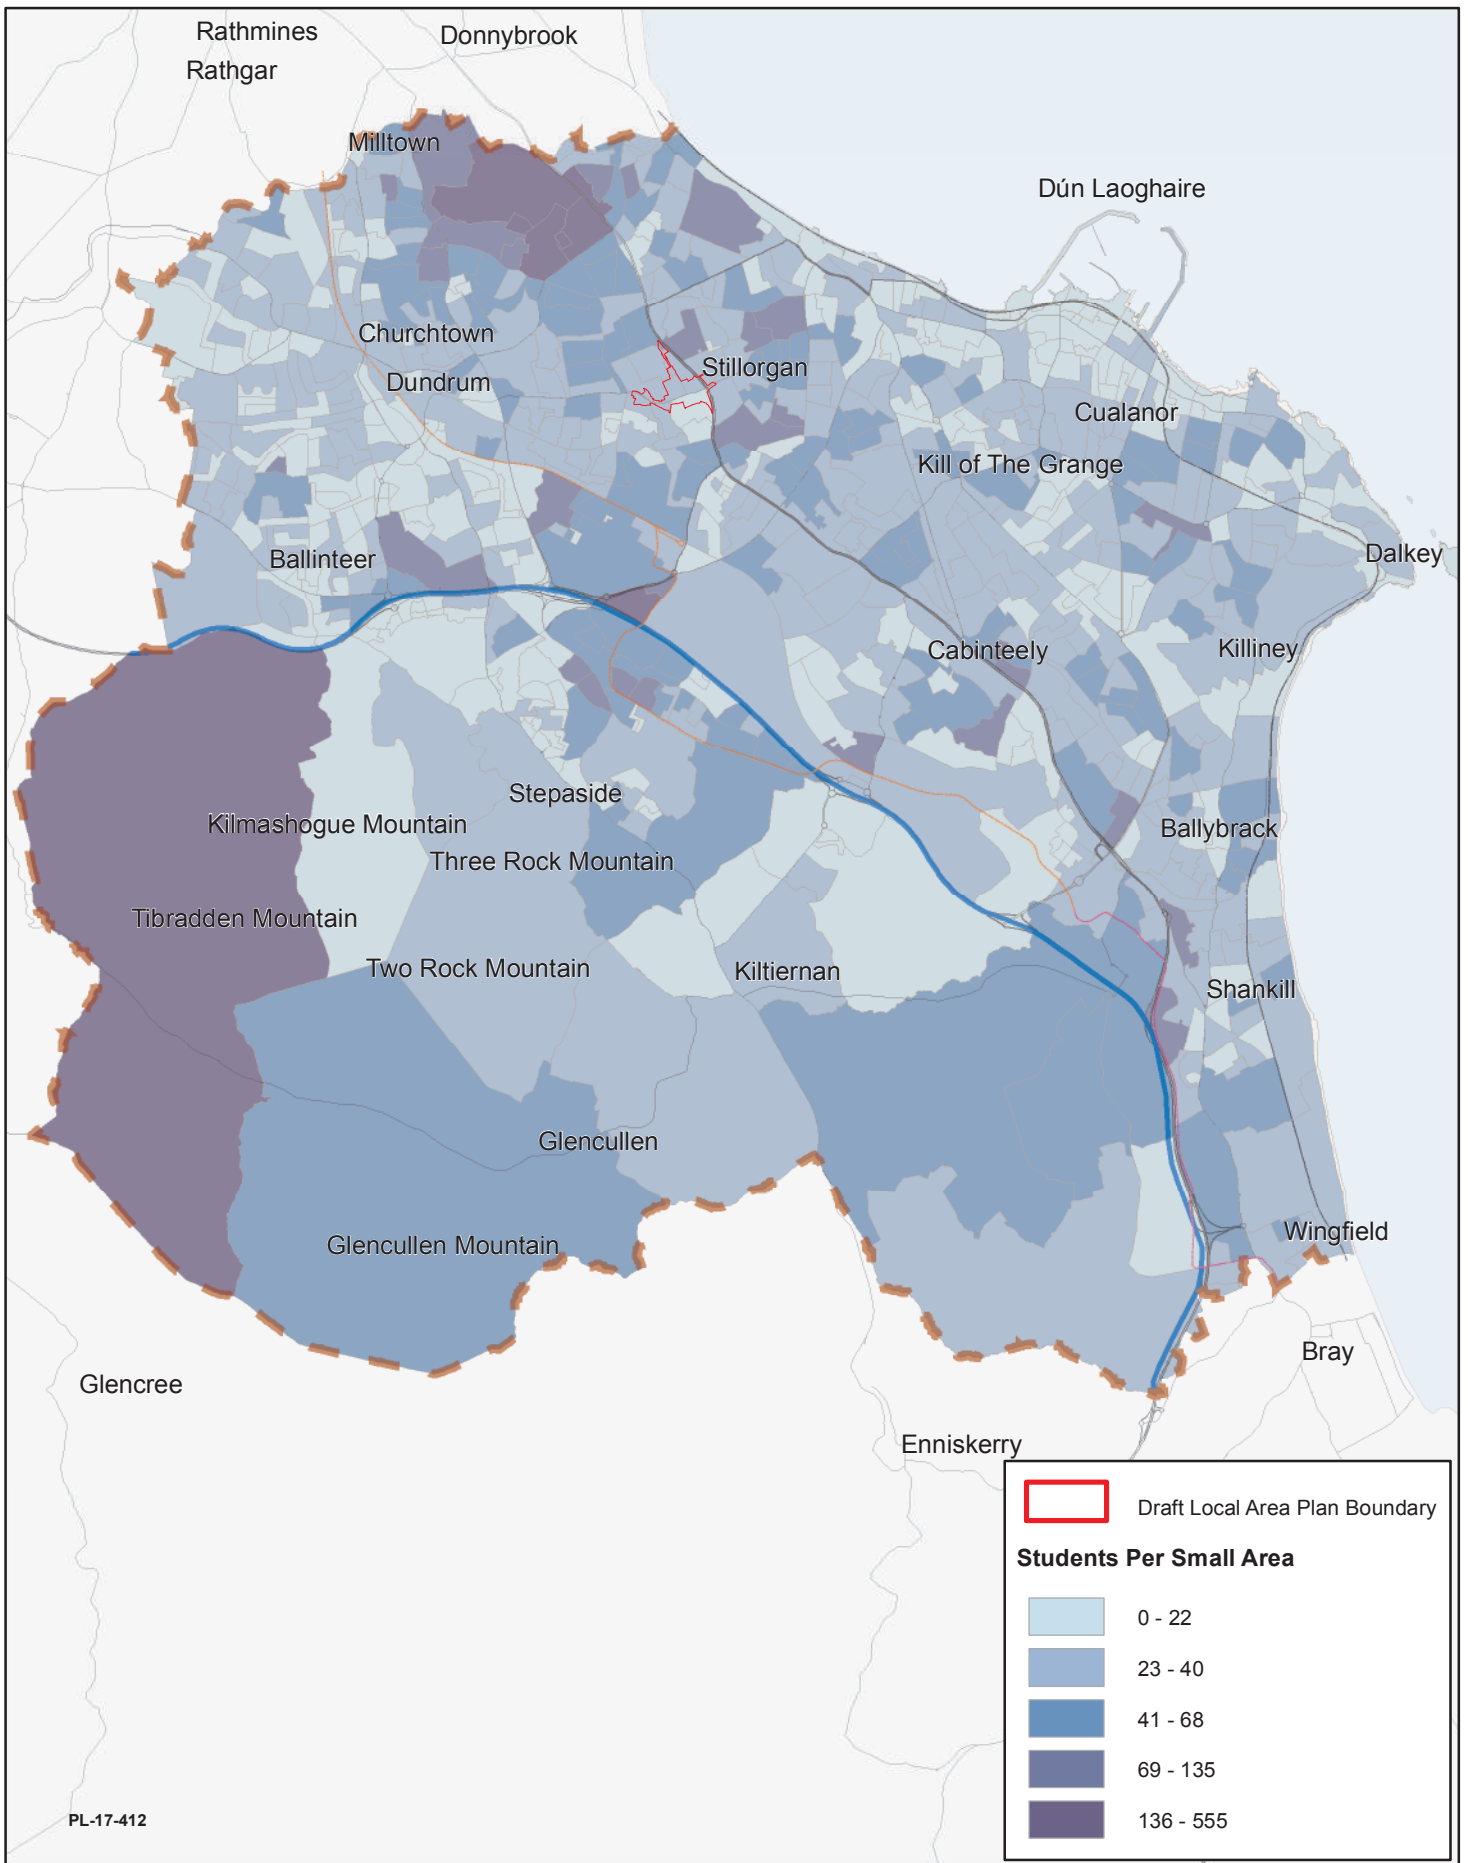 Rathmines
Donnybrook
Rathgar
Milltown
Dún Laoghaire
Churchtown
Stillorgan
Dundrum
Cualanor
Kill of The Grange
Ballinteer
Dalkey
Cabinteely
Killiney
Stepaside
Kilmashogue Mountain
Ballybrack
Three Rock Mountain
Tibradden Mountain
Two Rock Mountain
Kiltiernan
Shankill
Glencullen
Wingfield
Glencullen Mountain
Bray
Glencree
Enniskerry
Draft Local Area Plan Boundary
Students Per Small Area
0 - 22
23 - 40
41 - 68
69 - 135
136 - 555
PL-17-412